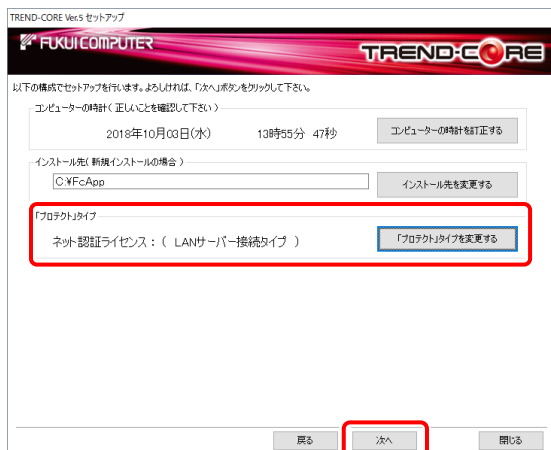 TREND-CORE Ver.5 セットアップ
FUKUI COMPUTER
TREND-CORE
以下の構成でセットアップを行います。よろしければ、「次へ」ボタンをクリックして下さい。
コンピューターの時計( 正しいことを確認して下さい )
2018年10月03日(水) 13時55分 47秒 コンピューターの時計を訂正する
インストール先( 新規インストールの場合 )
C:¥FcApp インストール先を変更する
「プロテクト」タイプ
ネット認証ライセンス：( LANサーバー接続タイプ ) 「プロテクト」タイプを変更する
戻る 次へ 閉じる